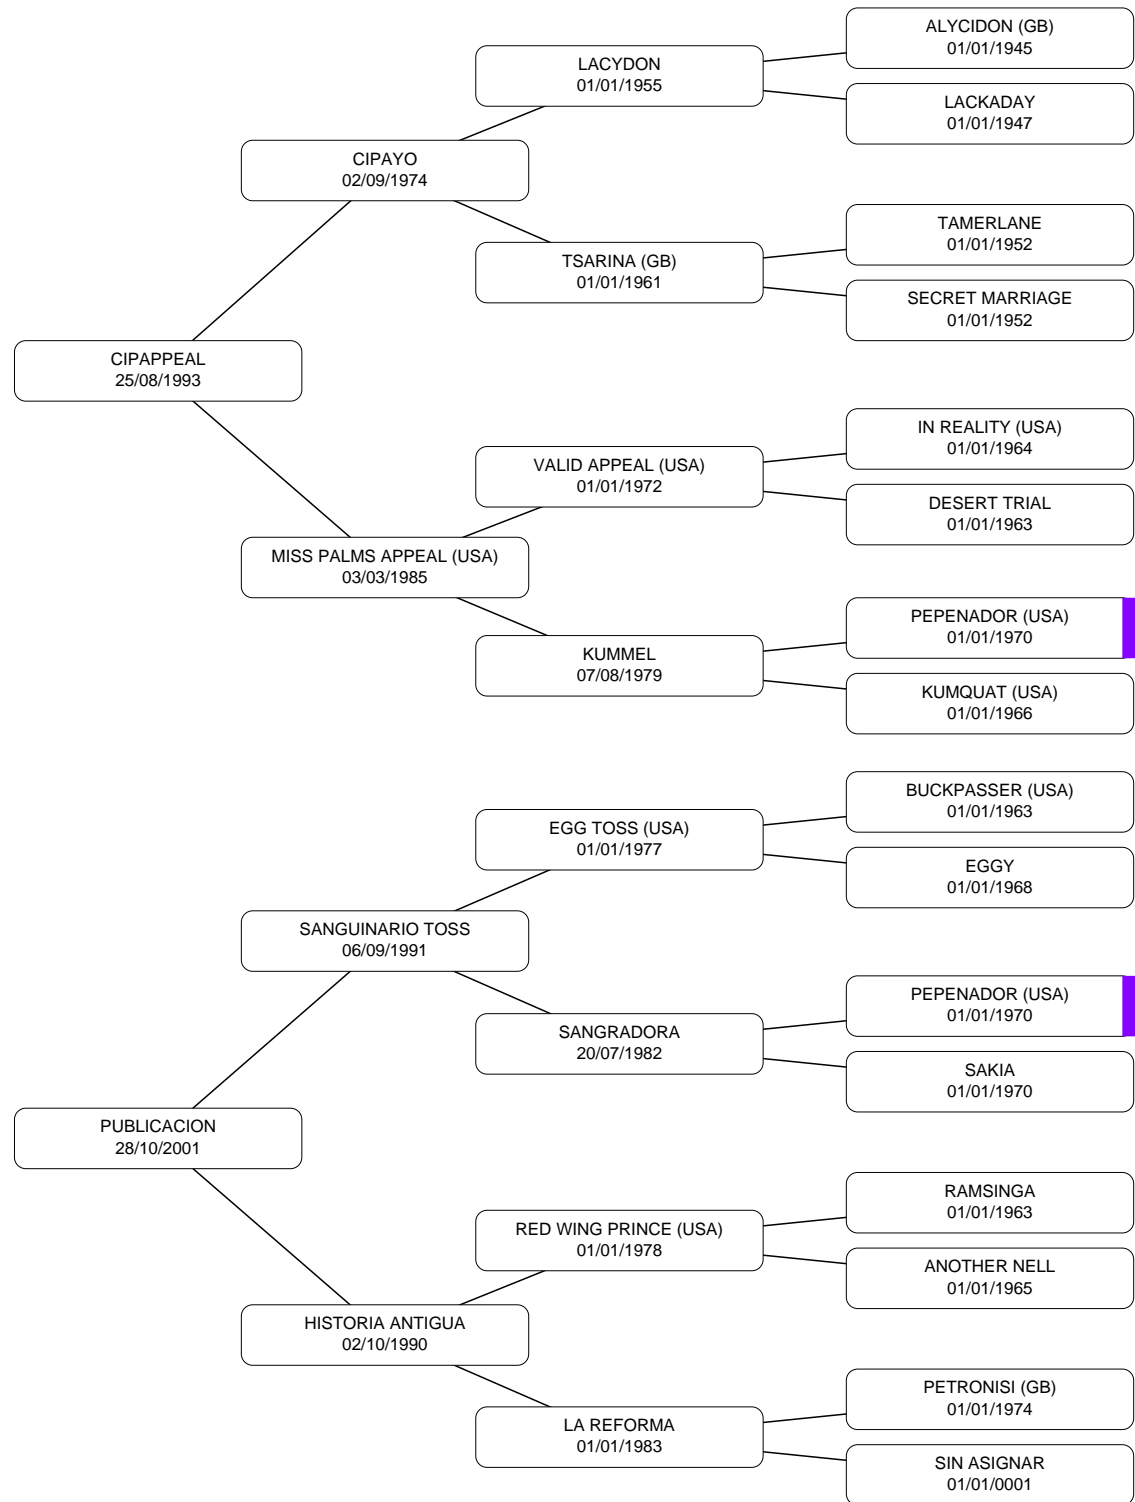 ALYCIDON (GB)
01/01/1945
LACYDON
01/01/1955
LACKADAY
01/01/1947
CIPAYO
02/09/1974
TAMERLANE
01/01/1952
TSARINA (GB)
01/01/1961
SECRET MARRIAGE
01/01/1952
CIPAPPEAL
25/08/1993
IN REALITY (USA)
01/01/1964
VALID APPEAL (USA)
01/01/1972
DESERT TRIAL
01/01/1963
MISS PALMS APPEAL (USA)
03/03/1985
PEPENADOR (USA)
01/01/1970
KUMMEL
07/08/1979
KUMQUAT (USA)
01/01/1966
BUCKPASSER (USA)
01/01/1963
EGG TOSS (USA)
01/01/1977
EGGY
01/01/1968
SANGUINARIO TOSS
06/09/1991
PEPENADOR (USA)
01/01/1970
SANGRADORA
20/07/1982
SAKIA
01/01/1970
PUBLICACION
28/10/2001
RAMSINGA
01/01/1963
RED WING PRINCE (USA)
01/01/1978
ANOTHER NELL
01/01/1965
HISTORIA ANTIGUA
02/10/1990
PETRONISI (GB)
01/01/1974
LA REFORMA
01/01/1983
SIN ASIGNAR
01/01/0001